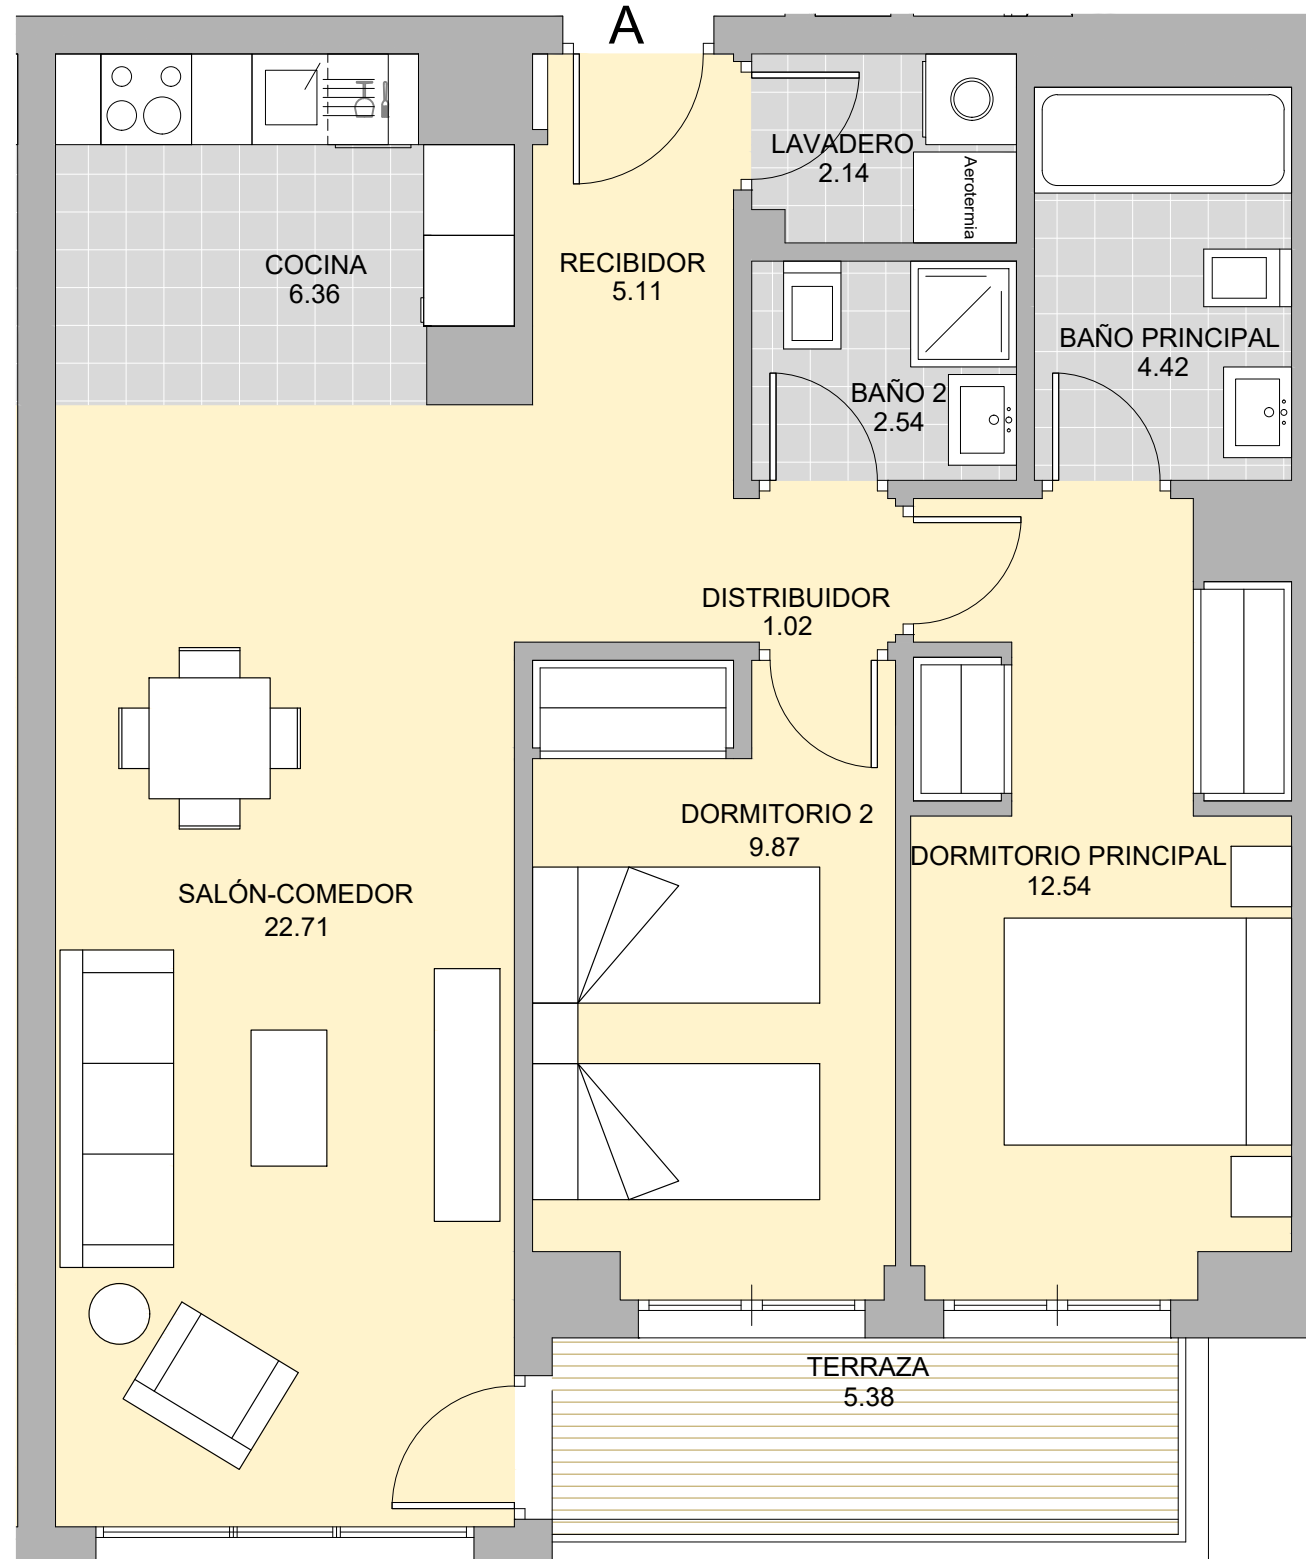 A
LAVADERO
2.14
Aerotermia
COCINA
6.36
RECIBIDOR
5.11
BAÑO PRINCIPAL
4.42
BAÑO 2
2.54
DISTRIBUIDOR
1.02
DORMITORIO 2
9.87
DORMITORIO PRINCIPAL
12.54
SALÓN-COMEDOR
22.71
TERRAZA
5.38